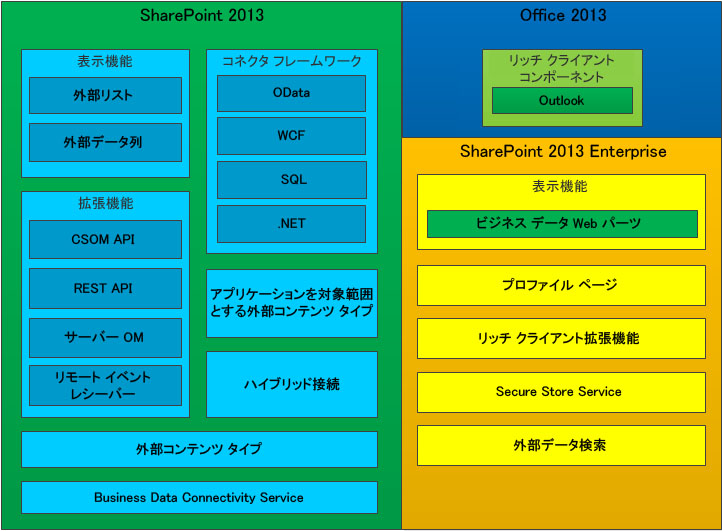 SharePoint 2013
表示機能
外部リスト
外部データ列
拡張機能
CSOM API
REST API
サーバー OM
リモート イベント
レシーバー
コネクタ フレームワーク
OData
WCF
SQL
.NET
アプリケーションを対象範囲
とする外部コンテンツ タイプ
ハイブリッド接続
外部コンテンツ タイプ
Business Data Connectivity Service
Office 2013
リッチ クライアント
コンポーネント
Outlook
SharePoint 2013 Enterprise
表示機能
ビジネス データ Web パーツ
プロファイル ページ
リッチ クライアント拡張機能
Secure Store Service
外部データ検索